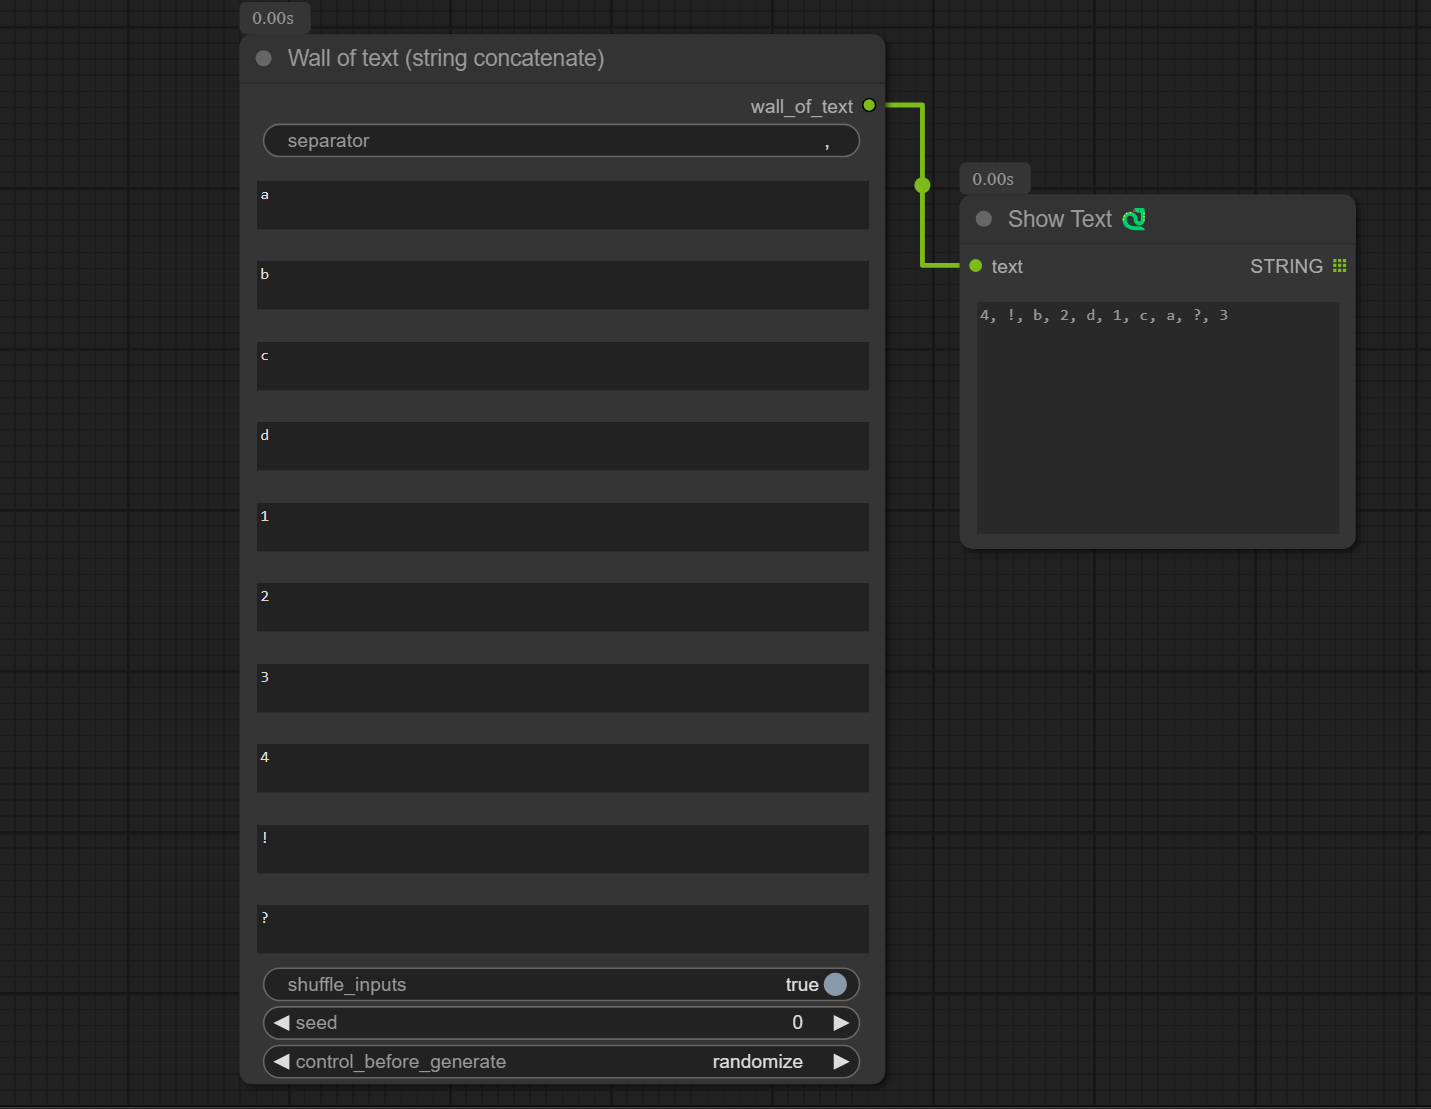 0.00s
Wall of text (string concatenate)
wall_of_text
separator ,
a
b
c
d
1
2
3
4
!
?
shuffle_inputs true
seed 0
control_before_generate randomize
0.00s
Show Text
text STRING
4, !, b, 2, d, 1, c, a, ?, 3